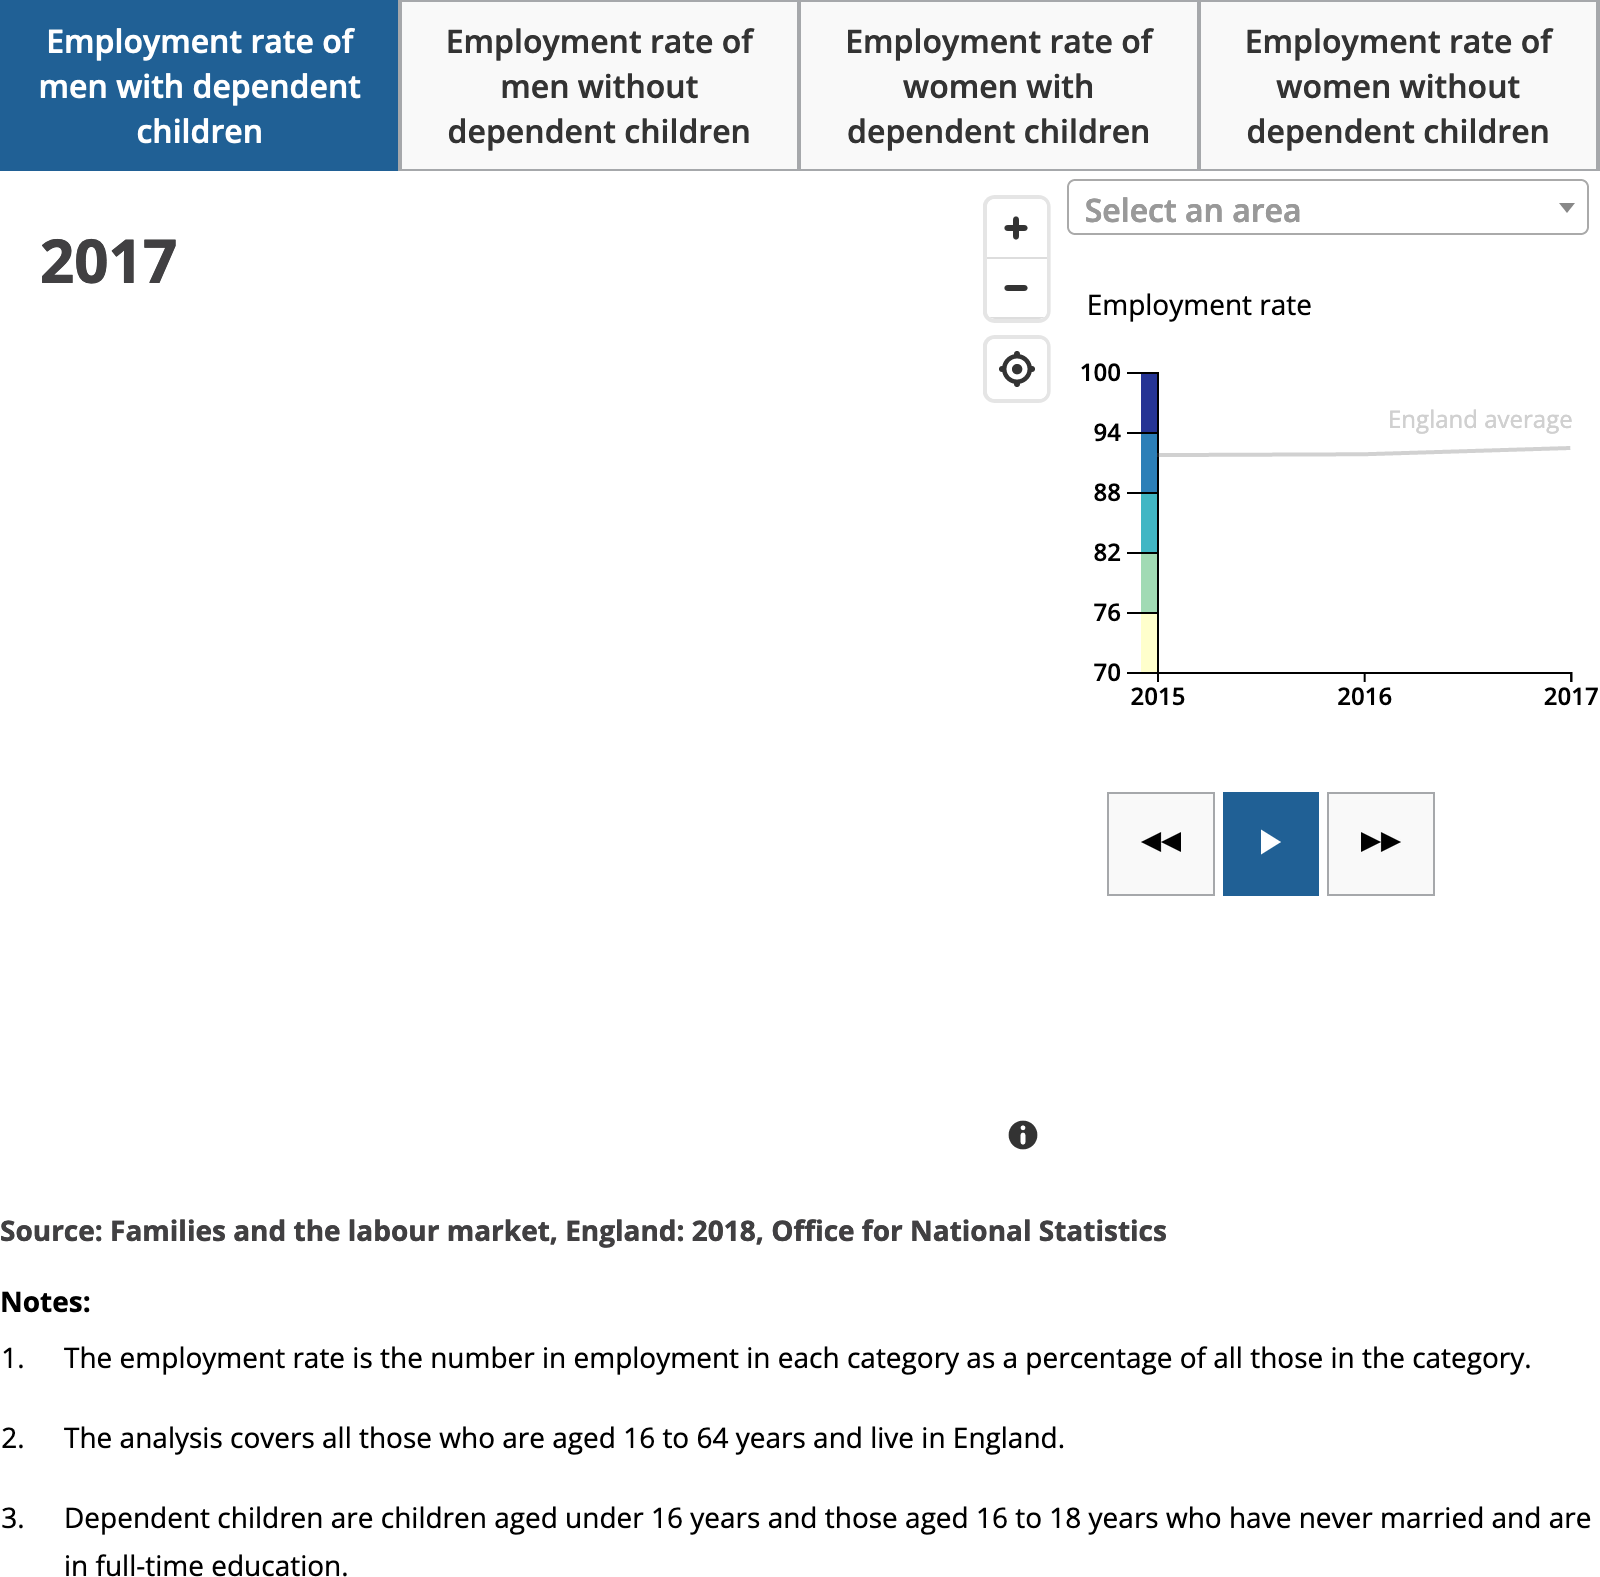 Employment rate of
men with dependent
children
Employment rate of
men without
dependent children
Employment rate of
women with
dependent children
Employment rate of
women without
dependent children
2017
Select an area
Employment rate
100
94
88
82
76
70
England average
2015
2016
2017
Source: Families and the labour market, England: 2018, Office for National Statistics
Notes:
1. The employment rate is the number in employment in each category as a percentage of all those in the category.
2. The analysis covers all those who are aged 16 to 64 years and live in England.
3. Dependent children are children aged under 16 years and those aged 16 to 18 years who have never married and are
in full-time education.